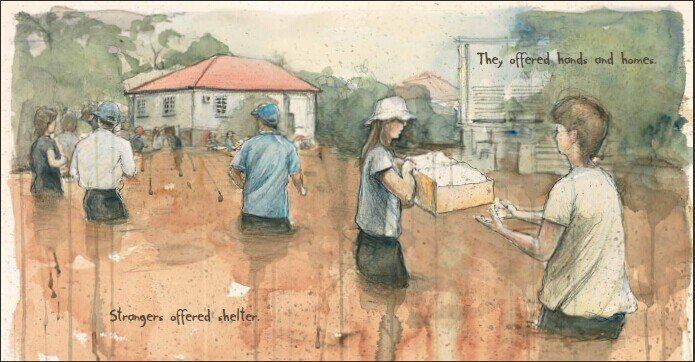 They offered hands and homes.
Strangers offered shelter.